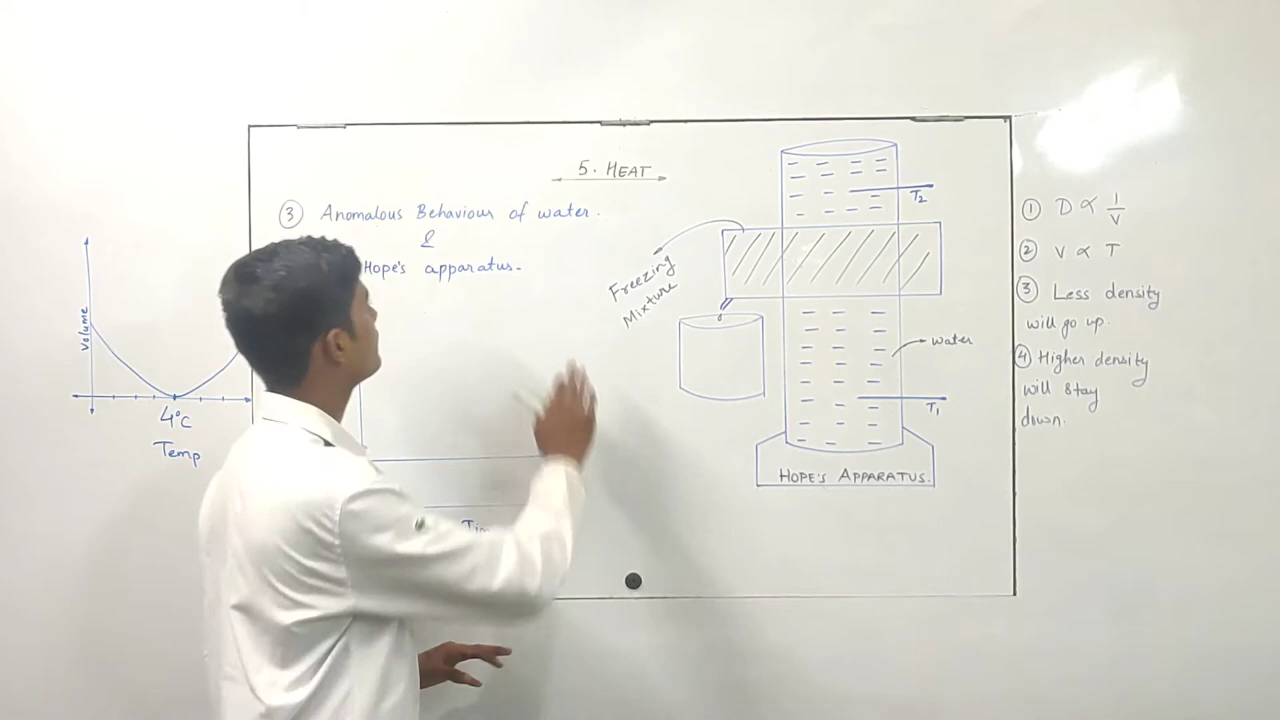 5. HEAT
③ Anomalous Behaviour of water.
&
Hope's apparatus.
Volume
4°C
Temp
Freezing
Mixture
T₂
water
T₁
HOPE'S APPARATUS.
① D ∝ 1/V
② V ∝ T
③ Less density
will go up.
④ Higher density
will stay
down.